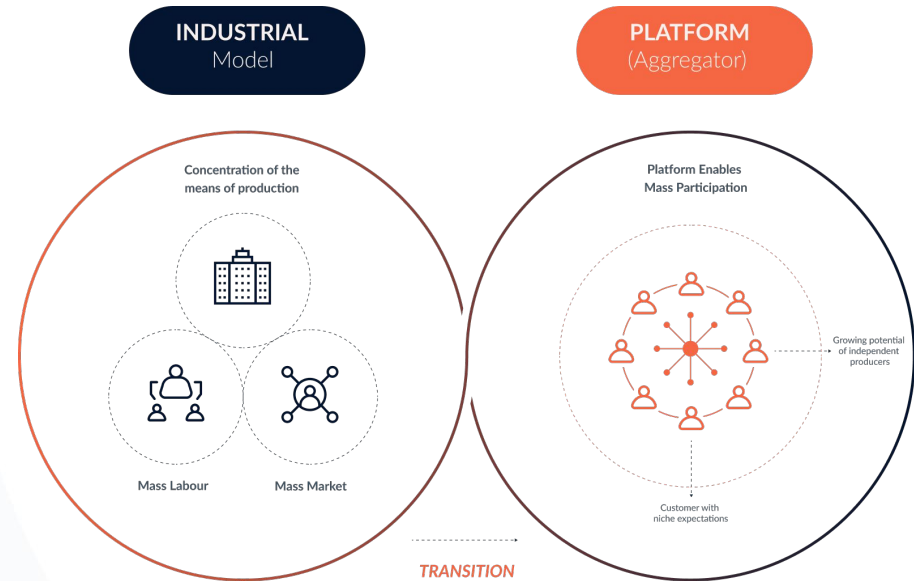 INDUSTRIAL
Model
PLATFORM
(Aggregator)
Concentration of the
means of production
Mass Labour
Mass Market
Platform Enables
Mass Participation
Growing potential
of independent
producers
Customer with
niche expectations
TRANSITION